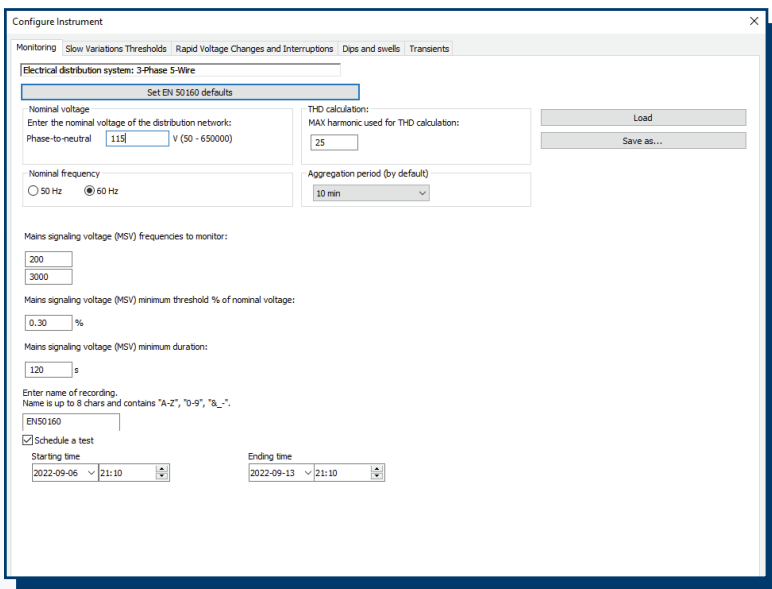 Configure Instrument
Monitoring Slow Variations Thresholds Rapid Voltage Changes and Interruptions Dips and swells Transients
Electrical distribution system: 3-Phase 5-Wire
Set EN 50160 defaults
Nominal voltage
Enter the nominal voltage of the distribution network:
Phase-to-neutral 115 V (50 - 650000)
THD calculation:
MAX harmonic used for THD calculation:
25
Load
Save as...
Nominal frequency
50 Hz 60 Hz
Aggregation period (by default)
10 min
Mains signaling voltage (MSV) frequencies to monitor:
200
3000
Mains signaling voltage (MSV) minimum threshold % of nominal voltage:
0.30 %
Mains signaling voltage (MSV) minimum duration:
120 s
Enter name of recording.
Name is up to 8 chars and contains "A-Z", "0-9", "&_-".
EN50160
Schedule a test
Starting time Ending time
2022-09-06 21:10 2022-09-13 21:10